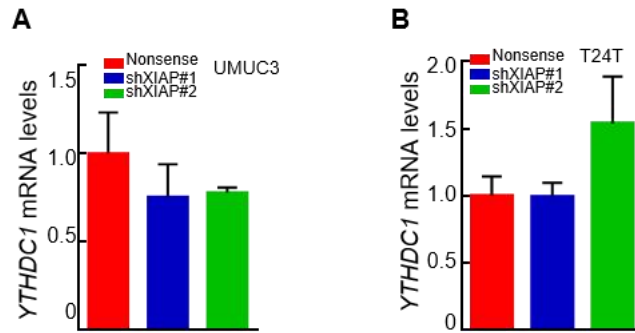 A
Nonsense
shXIAP#1
shXIAP#2
UMUC3
YTHDC1 mRNA levels
1.5
1.0
0.5
0
B
Nonsense
shXIAP#1
shXIAP#2
T24T
YTHDC1 mRNA levels
2.0
1.5
1.0
0.5
0